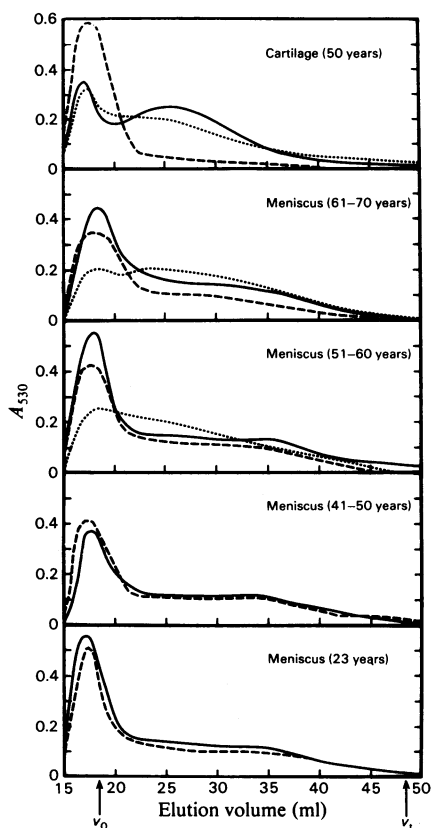 0.6
0.4
0.2
0
Cartilage (50 years)
0.4
0.2
0
Meniscus (61–70 years)
0.4
0.2
0
Meniscus (51–60 years)
A530
0.4
0.2
0
Meniscus (41–50 years)
0.4
0.2
0
Meniscus (23 years)
15 20 25 30 35 40 45 50
Elution volume (ml)
v0 vt